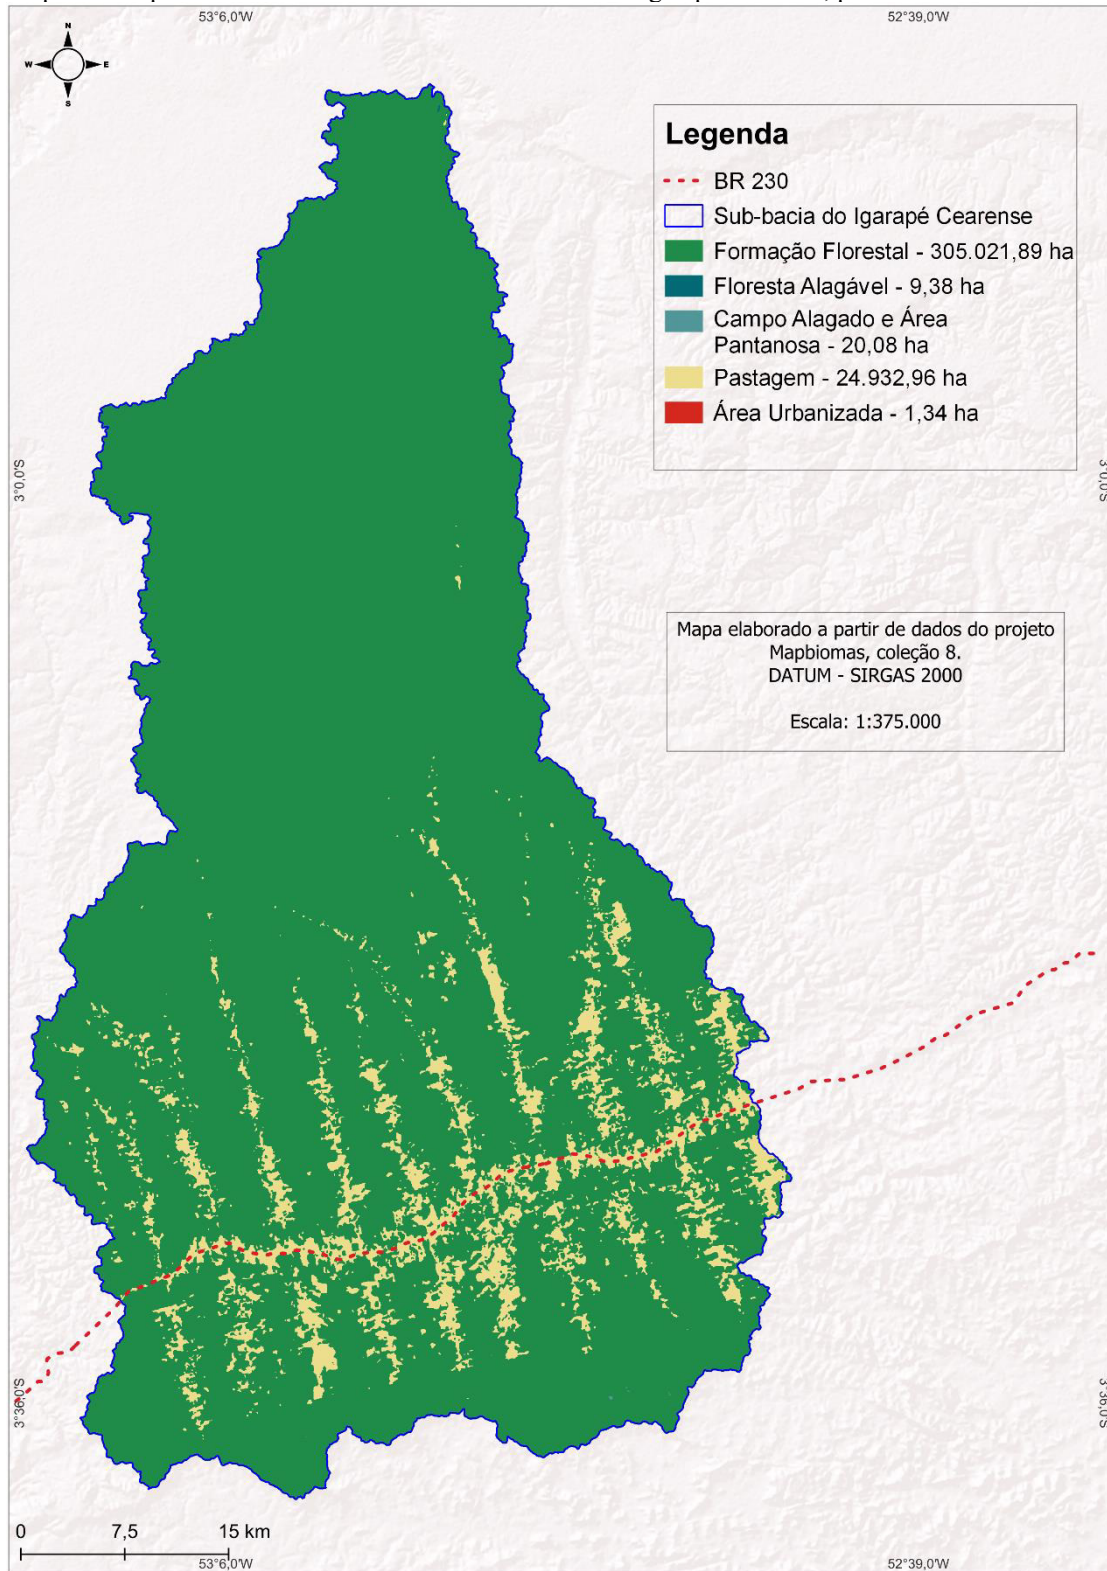 53°6,0'W
52°39,0'W
N
W
E
S
Legenda
BR 230
Sub-bacia do Igarapé Cearense
Formação Florestal - 305.021,89 ha
Floresta Alagável - 9,38 ha
Campo Alagado e Área
Pantanosa - 20,08 ha
Pastagem - 24.932,96 ha
Área Urbanizada - 1,34 ha
3°0,0'S
3°0,0'S
Mapa elaborado a partir de dados do projeto
Mapbiomas, coleção 8.
DATUM - SIRGAS 2000
Escala: 1:375.000
3°36,0'S
3°36,0'S
0 7,5 15 km
53°6,0'W
52°39,0'W